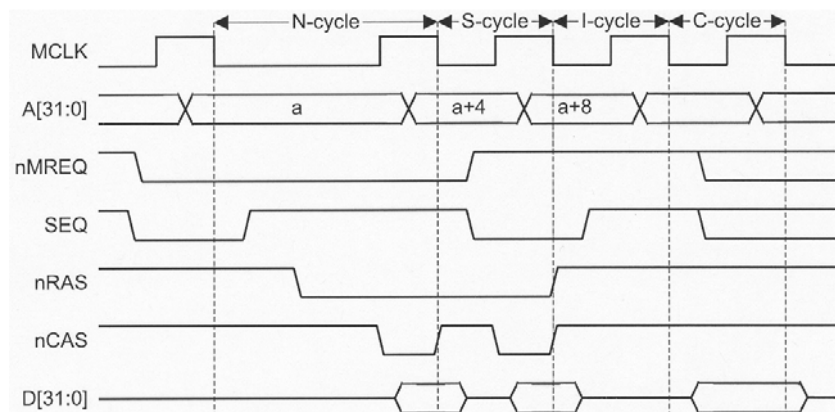 N-cycle S-cycle I-cycle C-cycle
MCLK
A[31:0] a a+4 a+8
nMREQ
SEQ
nRAS
nCAS
D[31:0]